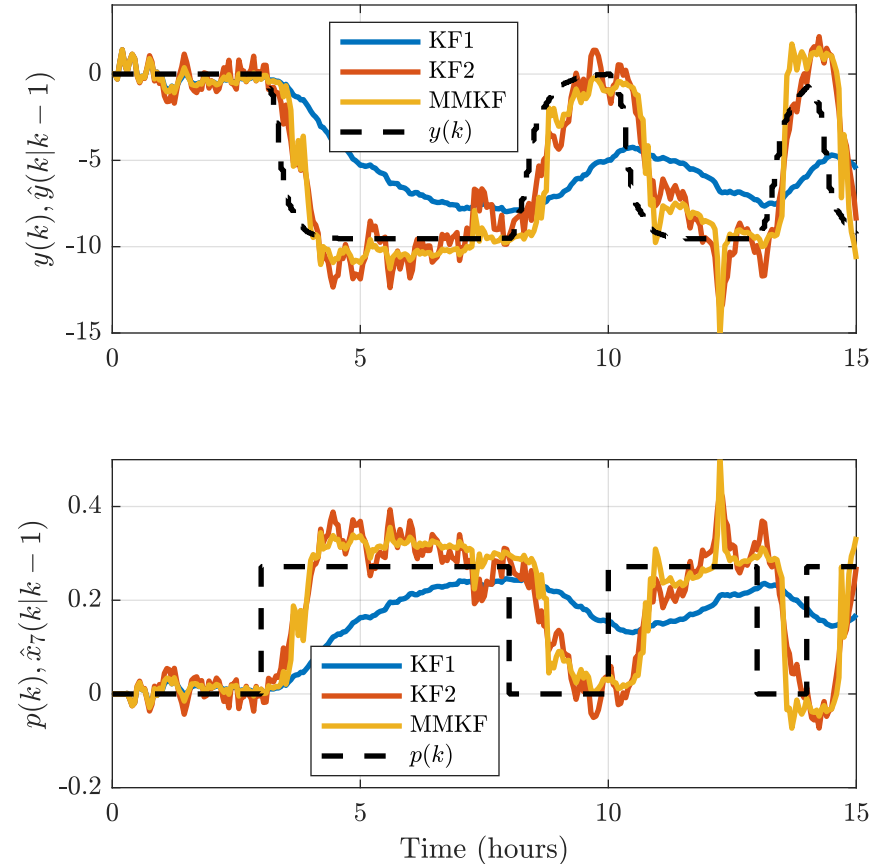 y(k), ŷ(k|k − 1)
0
-5
-10
-15
KF1
KF2
MMKF
y(k)
0 5 10 15
p(k), x̂₇(k|k − 1)
0.4
0.2
0
-0.2
KF1
KF2
MMKF
p(k)
0 5 10 15
Time (hours)